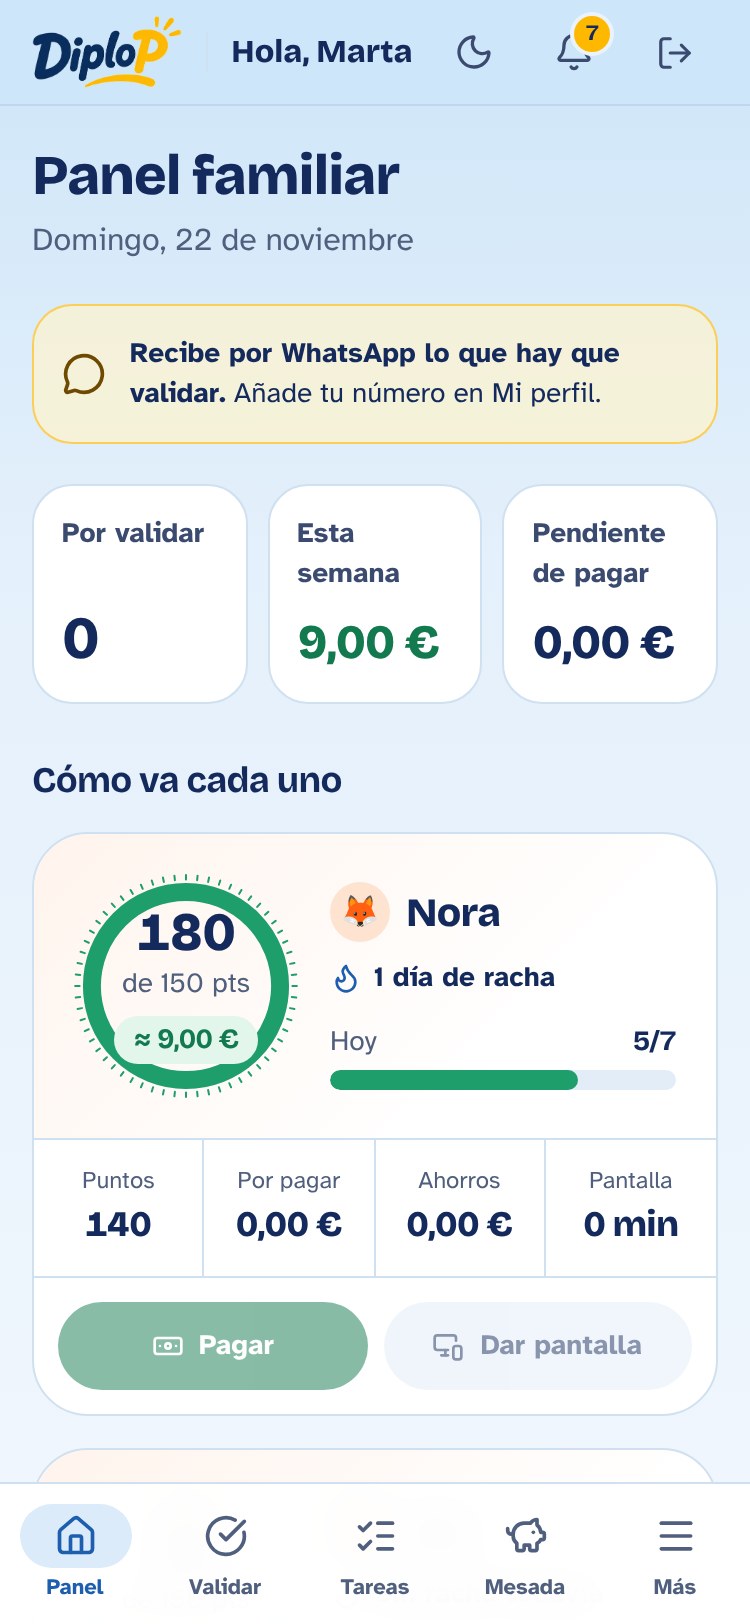 DiploP
Hola, Marta
7
Panel familiar
Domingo, 22 de noviembre
Recibe por WhatsApp lo que hay que
validar. Añade tu número en Mi perfil.
Por validar
0
Esta
semana
9,00 €
Pendiente
de pagar
0,00 €
Cómo va cada uno
180
de 150 pts
≈ 9,00 €
Nora
1 día de racha
Hoy
5/7
Puntos
140
Por pagar
0,00 €
Ahorros
0,00 €
Pantalla
0 min
Pagar
Dar pantalla
Panel
Validar
Tareas
Mesada
Más